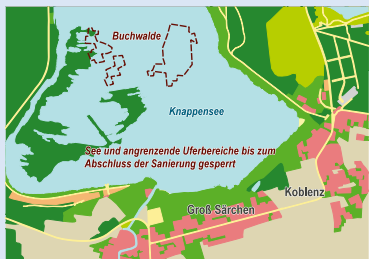 Buchwalde
Knappensee
See und angrenzende Uferbereiche bis zum
Abschluss der Sanierung gesperrt
Koblenz
Groß Särchen